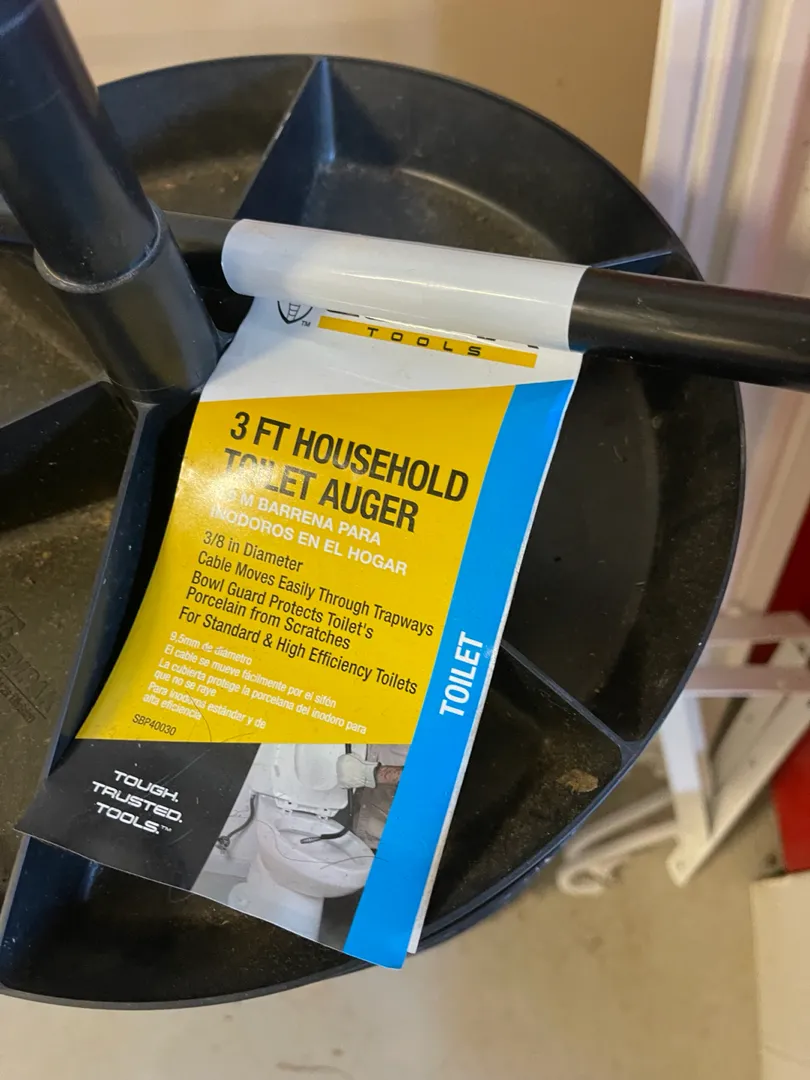 TM
TOOLS
3 FT HOUSEHOLD
TOILET AUGER
M BARRENA PARA
INODOROS EN EL HOGAR
3/8 in Diameter
Cable Moves Easily Through Trapways
Bowl Guard Protects Toilet's
Porcelain from Scratches
For Standard & High Efficiency Toilets
9,5mm de diámetro
El cable se mueve fácilmente por el sifón
La cubierta protege la porcelana del inodoro para
que no se raye
Para inodoros estándar y de
alta eficiencia
SBP40030
TOILET
TOUGH.
TRUSTED.
TOOLS.™